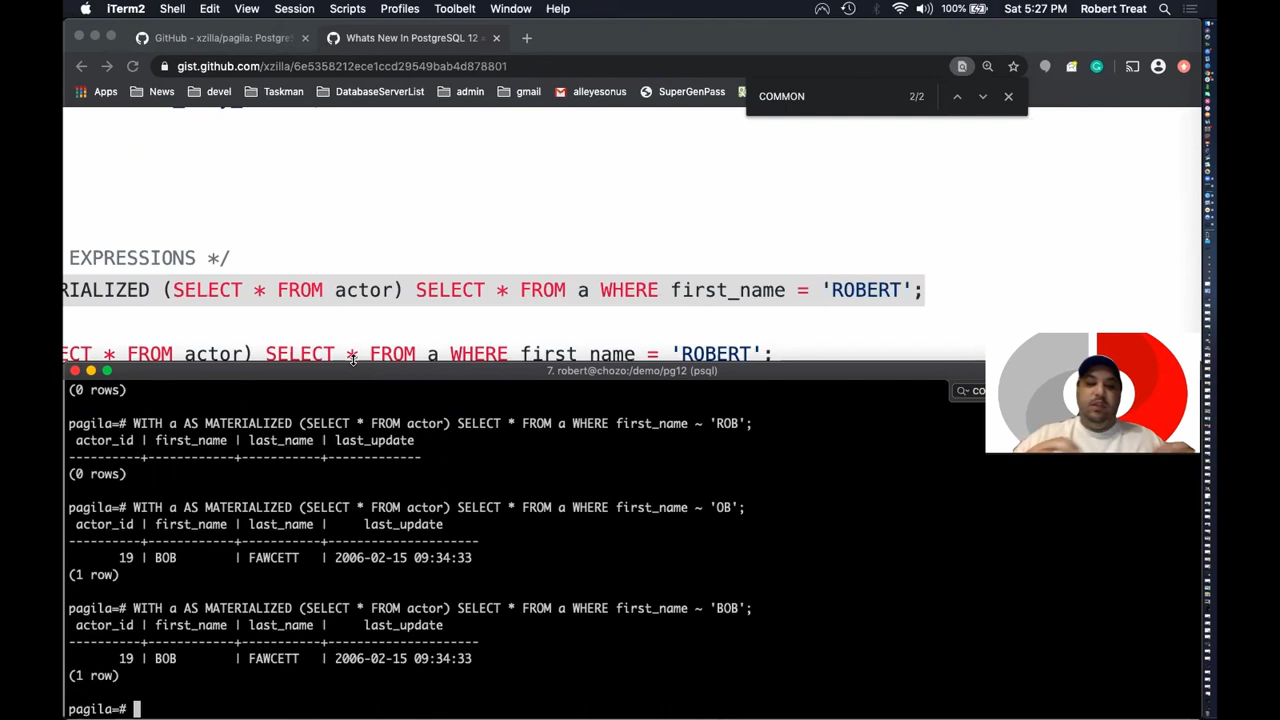 iTerm2 Shell Edit View Session Scripts Profiles Toolbelt Window Help 100% Sat 5:27 PM Robert Treat
GitHub - xzilla/pagila: Postgre
Whats New In PostgreSQL 12
gist.github.com/xzilla/6e5358212ece1ccd29549bab4d878801
Apps News devel Taskman DatabaseServerList admin gmail alleyesonus SuperGenPass
COMMON 2/2
EXPRESSIONS */
RIALIZED (SELECT * FROM actor) SELECT * FROM a WHERE first_name = 'ROBERT';
ECT * FROM actor) SELECT * FROM a WHERE first_name = 'ROBERT';
7. robert@chozo:/demo/pg12 (psql)
(0 rows)
CO
pagila=# WITH a AS MATERIALIZED (SELECT * FROM actor) SELECT * FROM a WHERE first_name ~ 'ROB';
actor_id | first_name | last_name | last_update
----------+------------+-----------+-------------
(0 rows)
pagila=# WITH a AS MATERIALIZED (SELECT * FROM actor) SELECT * FROM a WHERE first_name ~ 'OB';
actor_id | first_name | last_name | last_update
----------+------------+-----------+---------------------
19 | BOB | FAWCETT | 2006-02-15 09:34:33
(1 row)
pagila=# WITH a AS MATERIALIZED (SELECT * FROM actor) SELECT * FROM a WHERE first_name ~ 'BOB';
actor_id | first_name | last_name | last_update
----------+------------+-----------+---------------------
19 | BOB | FAWCETT | 2006-02-15 09:34:33
(1 row)
pagila=#